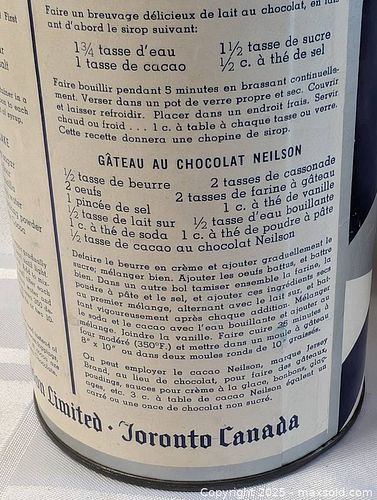 Faire un breuvage délicieux de lait au chocolat, en
ant d'abord le sirop suivant:
1¾ tasse d'eau 1½ tasse de sucre
1 tasse de cacao ½ c. à thé de sel
Faire bouillir pendant 5 minutes en brassant continuelle-
ment. Verser dans un pot de verre propre et sec. Couvrir
et laisser refroidir. Placer dans un endroit frais. Servir
chaud ou froid . . . 1 c. à table à chaque tasse ou verre.
Cette recette donnera une chopine de sirop.
GÂTEAU AU CHOCOLAT NEILSON
½ tasse de beurre 2 tasses de cassonade
2 oeufs 2 tasses de farine à gâteau
1 pincée de sel 1 c. à thé de vanille
½ tasse de lait sur ½ tasse d'eau bouillante
1 c. à thé de soda 1 c. à thé de poudre à pâte
½ tasse de cacao au chocolat Neilson
Délaire le beurre en crème et ajouter graduellement le
sucre; mélanger bien. Ajouter les oeufs battus, et battre
bien. Dans un autre bol tamiser ensemble la farine, la
poudre à pâte et le sel, et ajouter ces ingrédients secs
au premier mélange, alternant avec le lait sur, et bat-
tant vigoureusement après chaque addition. Mélanger
le soda et le cacao avec l'eau bouillante et ajouter au
mélange. Joindre la vanille. Faire cuire 25 minutes à
four modéré (350°F.) et mettre dans un moule à gâteau
8" x 10" ou dans deux moules ronds de 10" graissés.
On peut employer le cacao Neilson, marque Jersey
Brand, au lieu de chocolat, pour faire des gâteaux,
poudings, sauces pour crème à la glace, bonbons, glaç-
ages, etc. 3 c. à table de cacao Neilson égalent un
carré ou une once de chocolat non sucré.
Limited · Toronto Canada
Copyright 2025 - maxsold.com